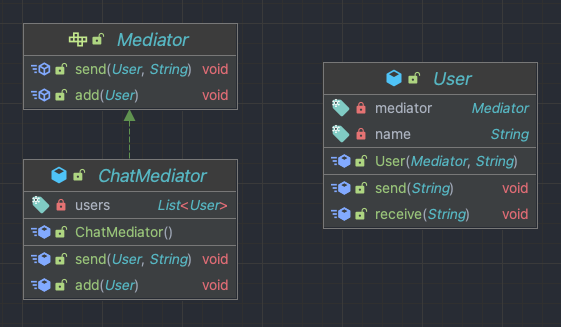 Mediator
send(User, String) void
add(User) void
ChatMediator
users List<User>
ChatMediator()
send(User, String) void
add(User) void
User
mediator Mediator
name String
User(Mediator, String)
send(String) void
receive(String) void